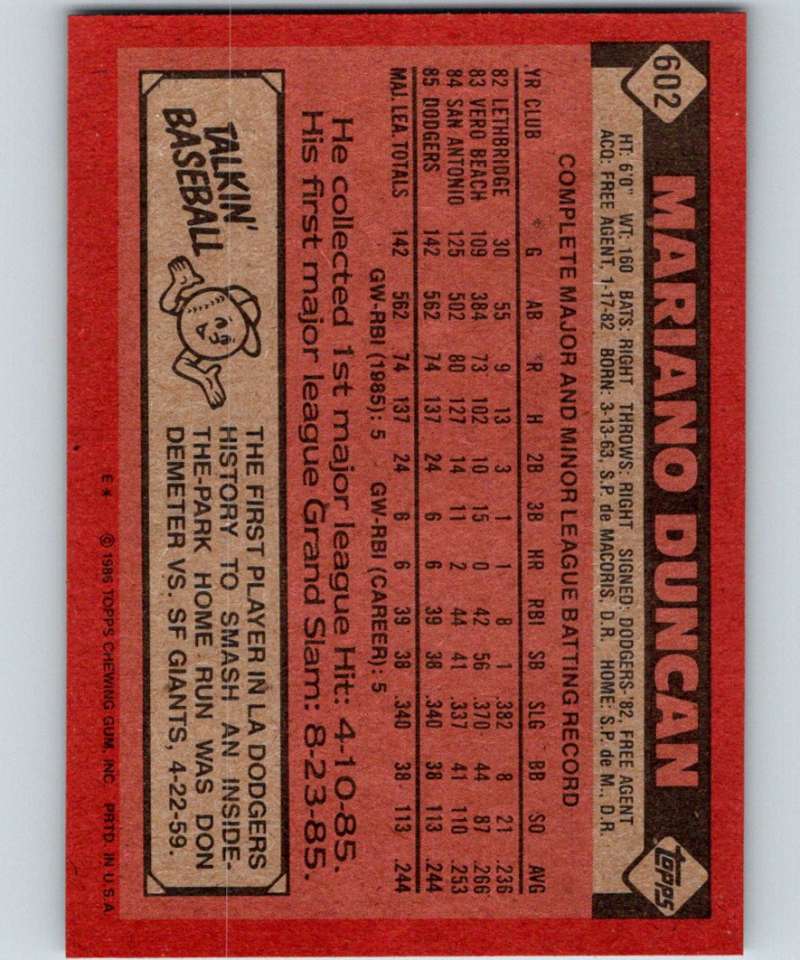 602
MARIANO DUNCAN
topps
HT: 6'0" WT: 160 BATS: RIGHT THROWS: RIGHT SIGNED: DODGERS-'82, FREE AGENT
ACQ: FREE AGENT, 1-17-82 BORN: 3-13-63, S.P. de MACORIS, D.R. HOME: S.P. de M., D.R.
COMPLETE MAJOR AND MINOR LEAGUE BATTING RECORD
YR CLUB G AB R H 2B 3B HR RBI SB SLG BB SO AVG
82 LETHBRIDGE 30 55 9 13 3 1 1 8 1 .382 8 21 .236
83 VERO BEACH 109 384 73 102 10 15 0 42 56 .370 44 87 .266
84 SAN ANTONIO 125 502 80 127 14 11 2 44 41 .337 41 110 .253
85 DODGERS 142 562 74 137 24 6 6 39 38 .340 38 113 .244
MAJ. LEA. TOTALS 142 562 74 137 24 6 6 39 38 .340 38 113 .244
GW-RBI (1985): 5 GW-RBI (CAREER): 5
He collected 1st major league Hit: 4-10-85.
His first major league Grand Slam: 8-23-85.
TALKIN'
BASEBALL
THE FIRST PLAYER IN LA DODGERS
HISTORY TO SMASH AN INSIDE-
THE-PARK HOME RUN WAS DON
DEMETER VS. SF GIANTS, 4-22-59.
E* © 1986 TOPPS CHEWING GUM, INC. PRTD. IN U.S.A.